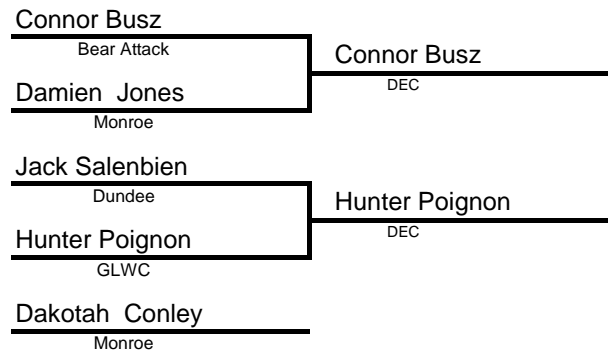 Connor Busz
Bear Attack
Connor Busz
DEC
Damien  Jones
Monroe
Jack Salenbien
Dundee
Hunter Poignon
DEC
Hunter Poignon
GLWC
Dakotah  Conley
Monroe